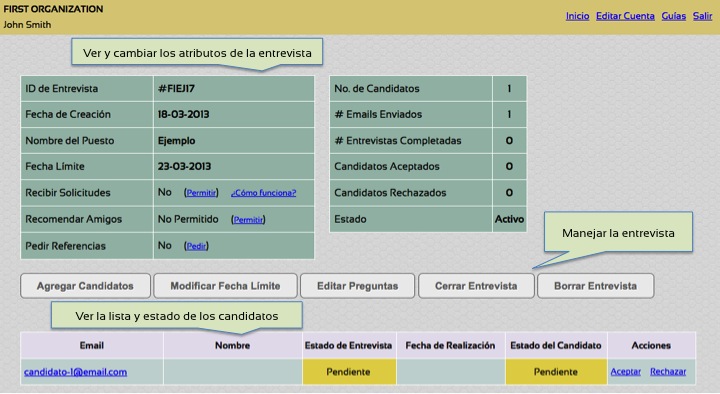 FIRST ORGANIZATION
John Smith
Inicio Editar Cuenta Guías Salir
Ver y cambiar los atributos de la entrevista
ID de Entrevista #FIEJ17
Fecha de Creación 18-03-2013
Nombre del Puesto Ejemplo
Fecha Límite 23-03-2013
Recibir Solicitudes No (Permitir) ¿Cómo funciona?
Recomendar Amigos No Permitido (Permitir)
Pedir Referencias No (Pedir)
No. de Candidatos 1
# Emails Enviados 1
# Entrevistas Completadas 0
Candidatos Aceptados 0
Candidatos Rechazados 0
Estado Activo
Manejar la entrevista
Agregar Candidatos Modificar Fecha Límite Editar Preguntas Cerrar Entrevista Borrar Entrevista
Ver la lista y estado de los candidatos
Email Nombre Estado de Entrevista Fecha de Realización Estado del Candidato Acciones
candidato-1@email.com Pendiente Pendiente Aceptar Rechazar